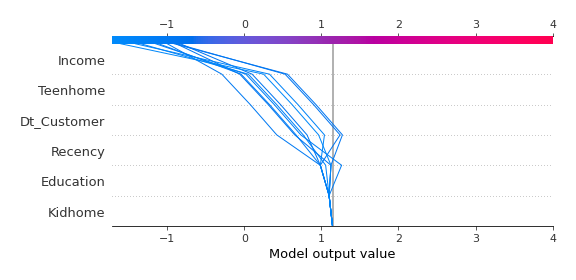 −1 0 1 2 3 4
Income
Teenhome
Dt_Customer
Recency
Education
Kidhome
−1 0 1 2 3 4
Model output value